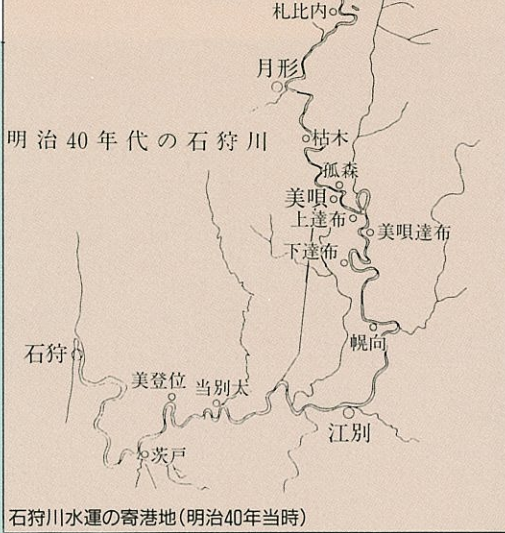 札比内
月形
明治40年代の石狩川
枯木
孤森
美唄
上達布
美唄達布
下達布
幌向
石狩
美登位
当別太
江別
茨戸
石狩川水運の寄港地(明治40年当時)